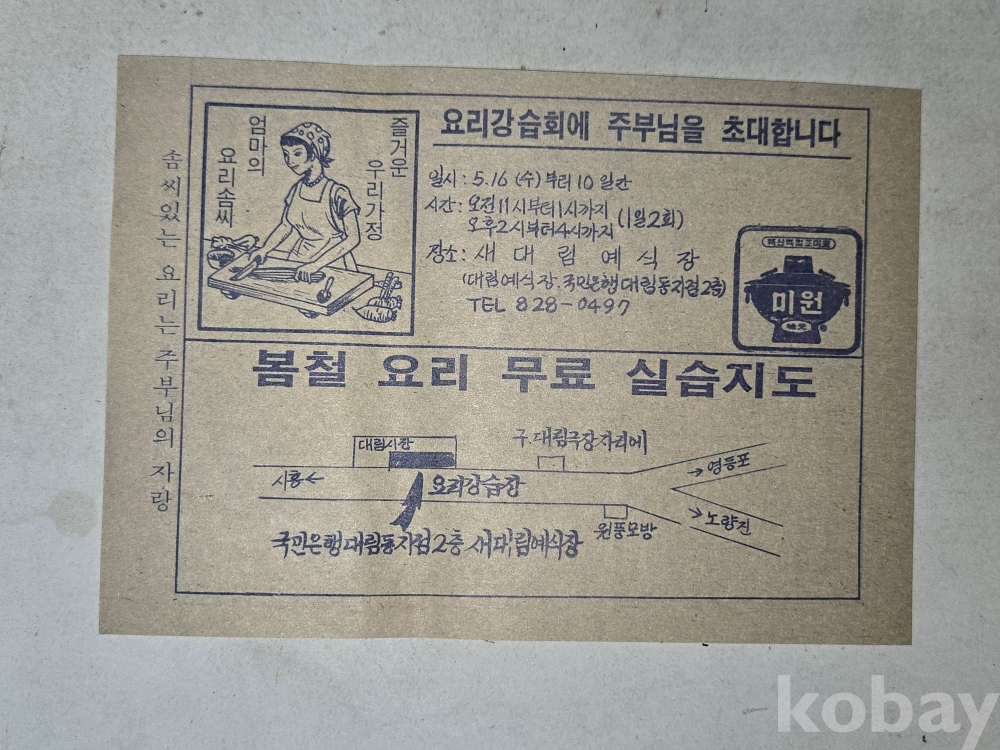 솜씨있는 요리는 주부님의 자랑
즐거운
우리가정
엄마의
요리솜씨
요리강습회에 주부님을 초대합니다
일시: 5.16 (수) 부터 10 일간
시간: 오전11시부터1시까지
오후2시부터4시까지 (1일2회)
장소: 새 대 림 예 식 장
(대림예식장.국민은행대림동지점2층)
TEL 828-0497
미원
味元
봄철 요리 무료 실습지도
대림시장
구.대림극장자리에
시흥←
요리강습장
→영등포
→노량진
원풍모방
국민은행대림동지점2층 새대림예식장
kobay